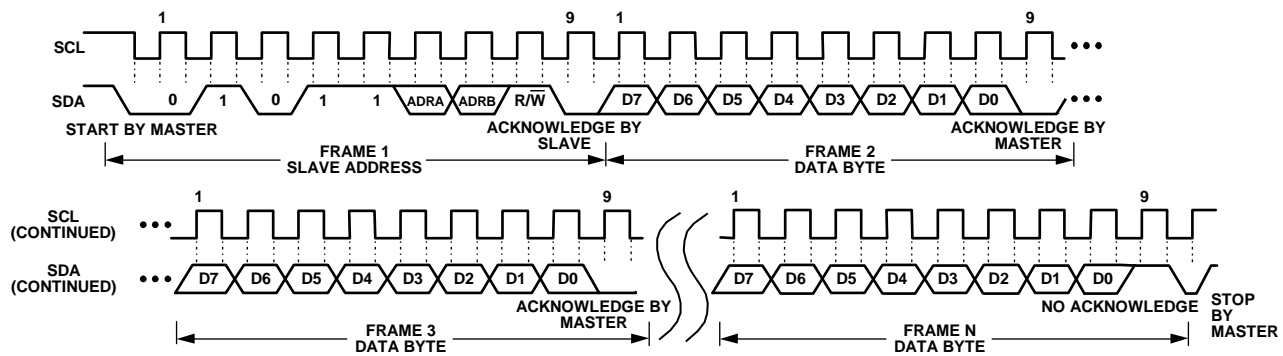 1 9 1 9
SCL
SDA 0 1 0 1 1 ADRA ADRB R/W̅ D7 D6 D5 D4 D3 D2 D1 D0
START BY MASTER
ACKNOWLEDGE BY
SLAVE
ACKNOWLEDGE BY
MASTER
FRAME 1
SLAVE ADDRESS
FRAME 2
DATA BYTE
1 9 1 9
SCL
(CONTINUED)
SDA
(CONTINUED)
D7 D6 D5 D4 D3 D2 D1 D0 D7 D6 D5 D4 D3 D2 D1 D0
ACKNOWLEDGE BY
MASTER
NO ACKNOWLEDGE
STOP
BY
MASTER
FRAME 3
DATA BYTE
FRAME N
DATA BYTE